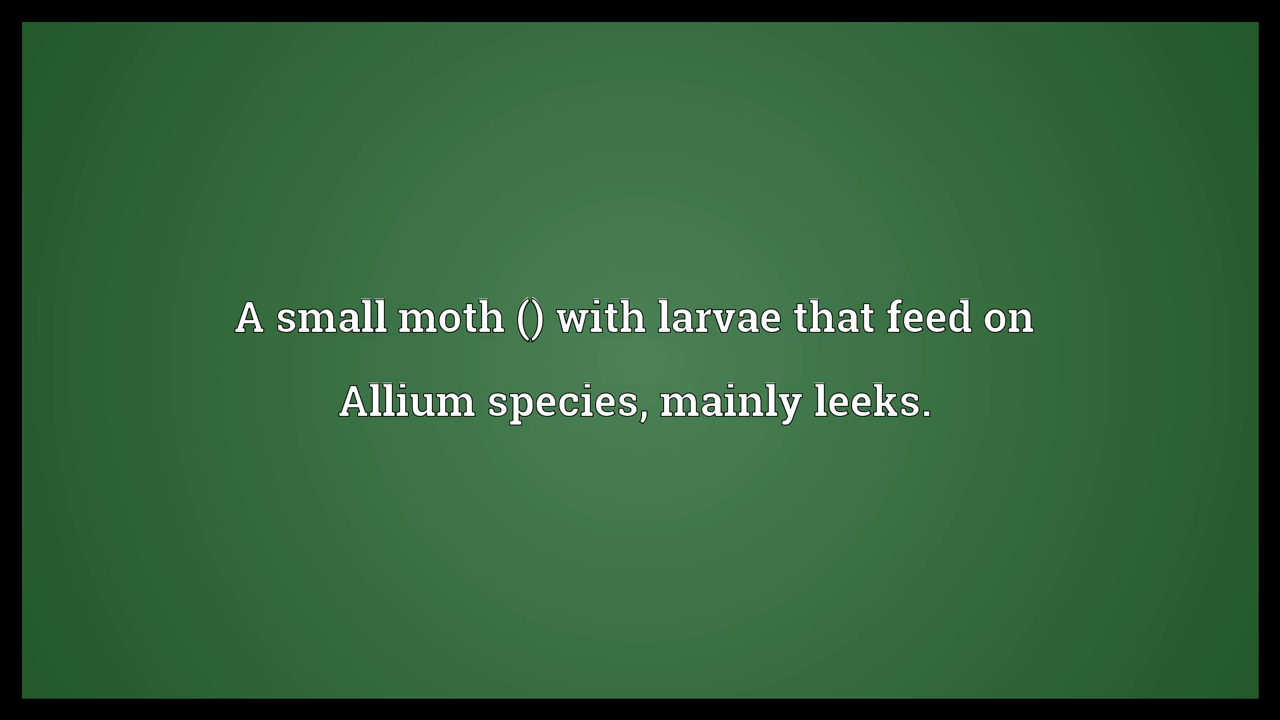 A small moth () with larvae that feed on
Allium species, mainly leeks.